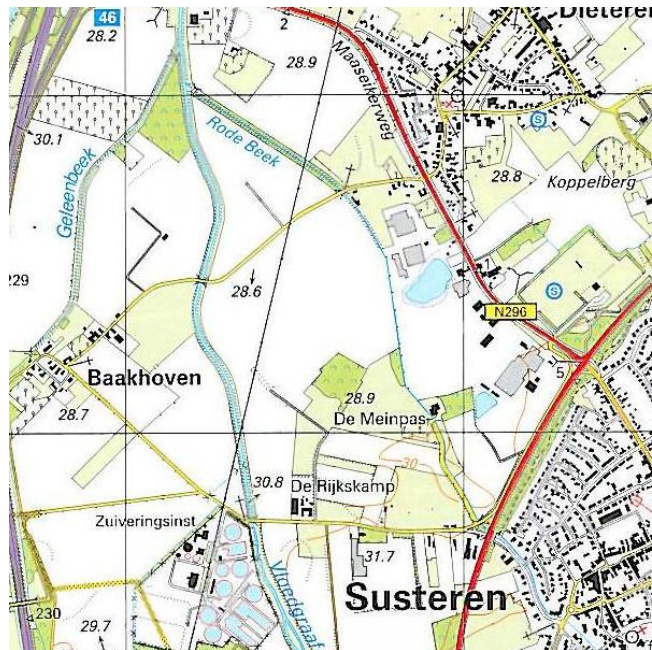 46
28.2
2
Dieteren
28.9
Maaseikerweg
30.1
Rode Beek
S
28.8
Koppelberg
Geleenbeek
229
28.6
S
N296
5
Baakhoven
28.9
28.7
De Meinpas
30
30.8
De Rijkskamp
Zuiveringsinst
31.7
Vloedgraaf
Susteren
230
29.7